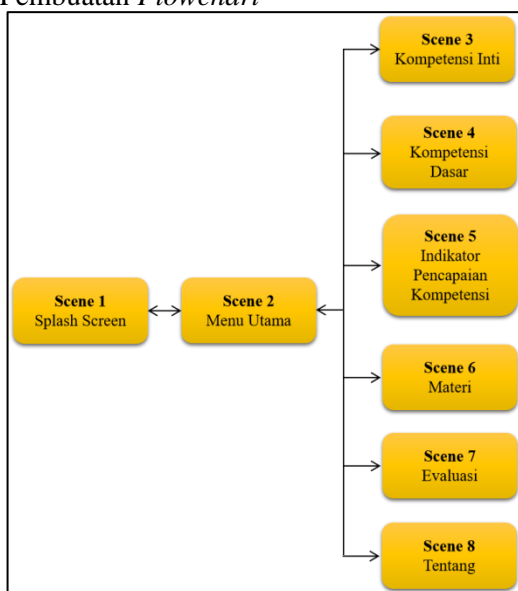 Pembuatan Flowchart
Scene 3
Kompetensi Inti
Scene 4
Kompetensi
Dasar
Scene 5
Indikator
Pencapaian
Kompetensi
Scene 1
Splash Screen
Scene 2
Menu Utama
Scene 6
Materi
Scene 7
Evaluasi
Scene 8
Tentang